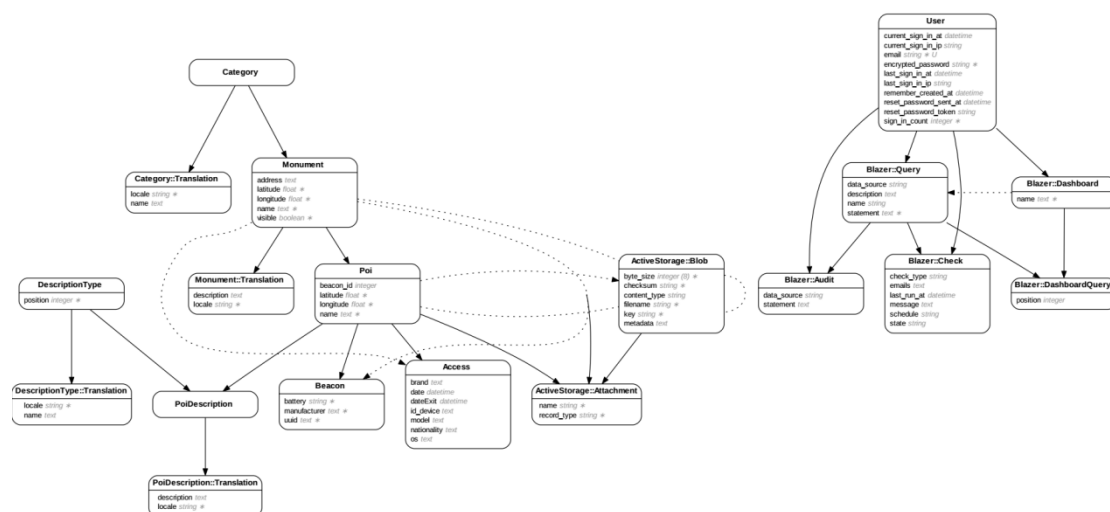 User
current_sign_in_at datetime
current_sign_in_ip string
email string * U
encrypted_password string *
last_sign_in_at datetime
last_sign_in_ip string
remember_created_at datetime
reset_password_sent_at datetime
reset_password_token string
sign_in_count integer *
Category
Category::Translation
locale string *
name text
Monument
address text
latitude float *
longitude float *
name text *
visible boolean *
Blazer::Query
data_source string
description text
name string
statement text *
Blazer::Dashboard
name text *
Monument::Translation
description text
locale string *
Poi
beacon_id integer
latitude float *
longitude float *
name text *
ActiveStorage::Blob
byte_size integer (8) *
checksum string *
content_type string
filename string *
key string *
metadata text
Blazer::Audit
data_source string
statement text
Blazer::Check
check_type string
emails text
last_run_at datetime
message text
schedule string
state string
Blazer::DashboardQuery
position integer
DescriptionType
position integer *
DescriptionType::Translation
locale string *
name text
PoiDescription
Beacon
battery string *
manufacturer text *
uuid text *
Access
brand text
date datetime
dateExit datetime
id_device text
model text
nationality text
os text
ActiveStorage::Attachment
name string *
record_type string *
PoiDescription::Translation
description text
locale string *